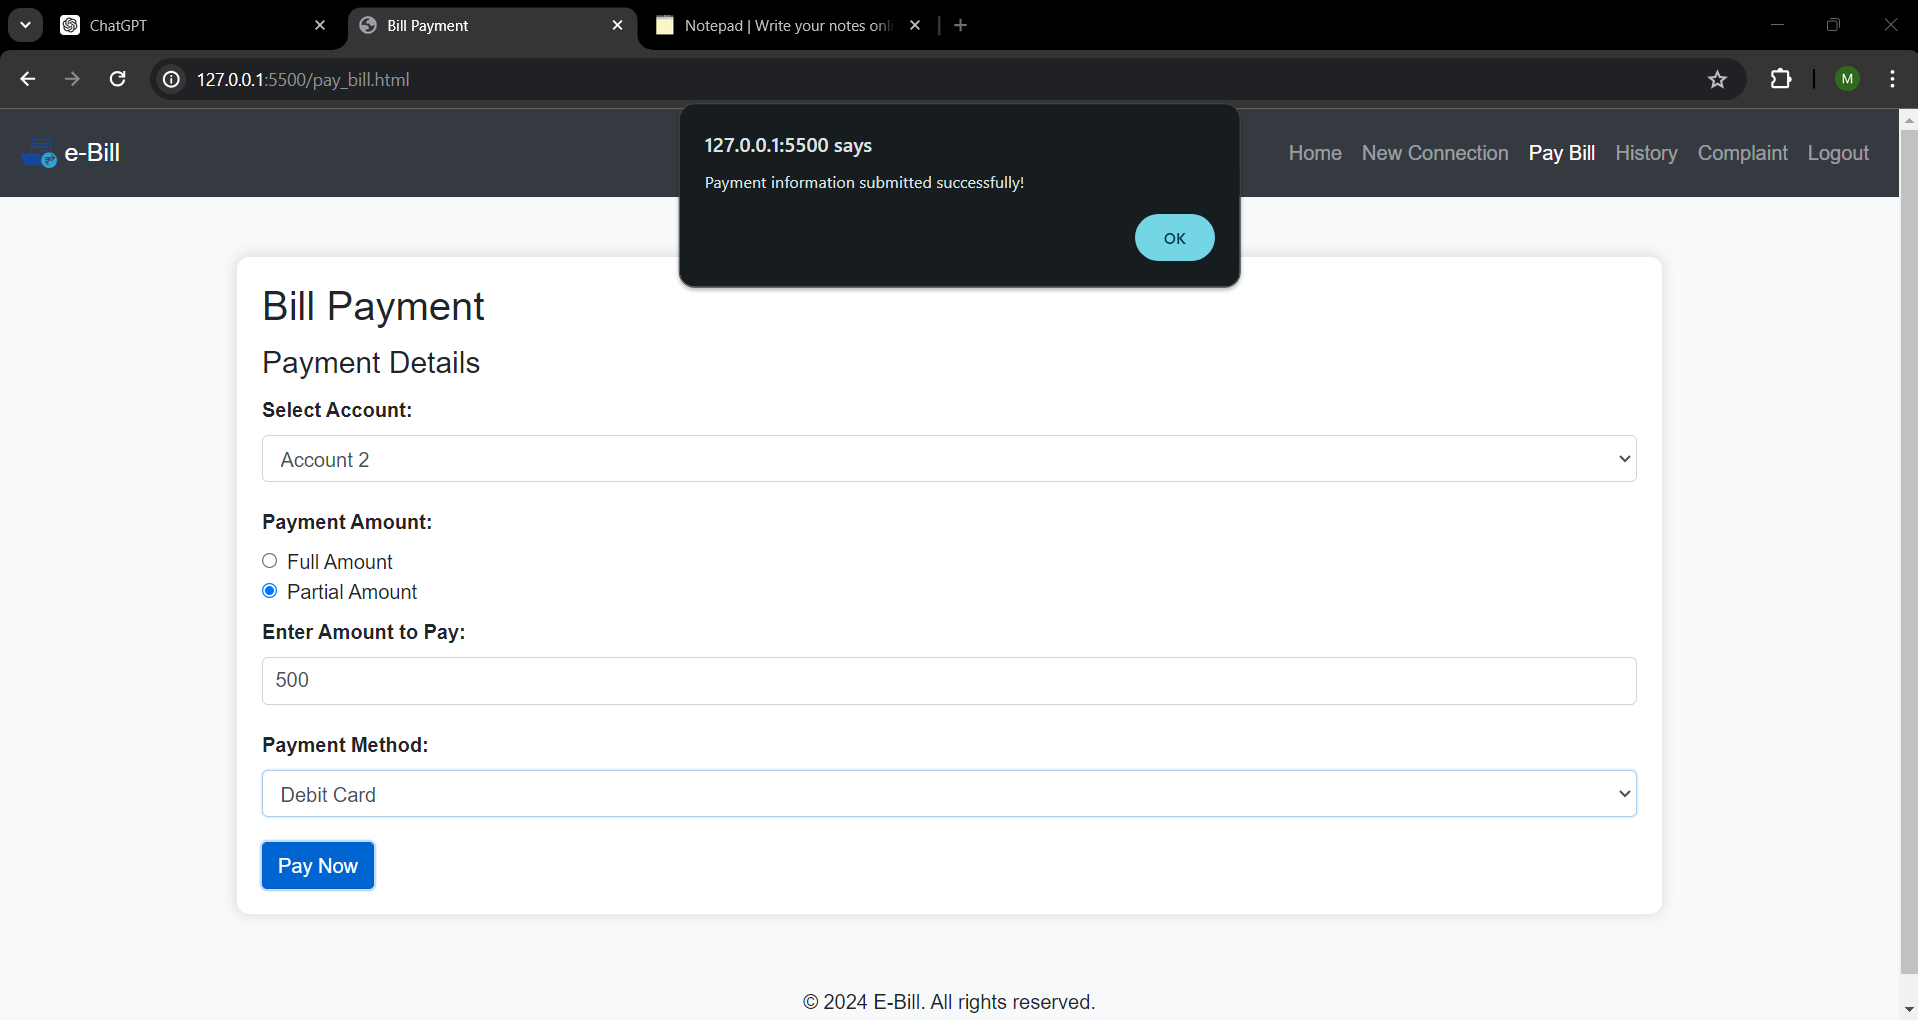 ChatGPT
Bill Payment
Notepad | Write your notes onli
127.0.0.1:5500/pay_bill.html
M
e-Bill
Home New Connection Pay Bill History Complaint Logout
127.0.0.1:5500 says
Payment information submitted successfully!
OK
Bill Payment
Payment Details
Select Account:
Account 2
Payment Amount:
Full Amount
Partial Amount
Enter Amount to Pay:
500
Payment Method:
Debit Card
Pay Now
© 2024 E-Bill. All rights reserved.